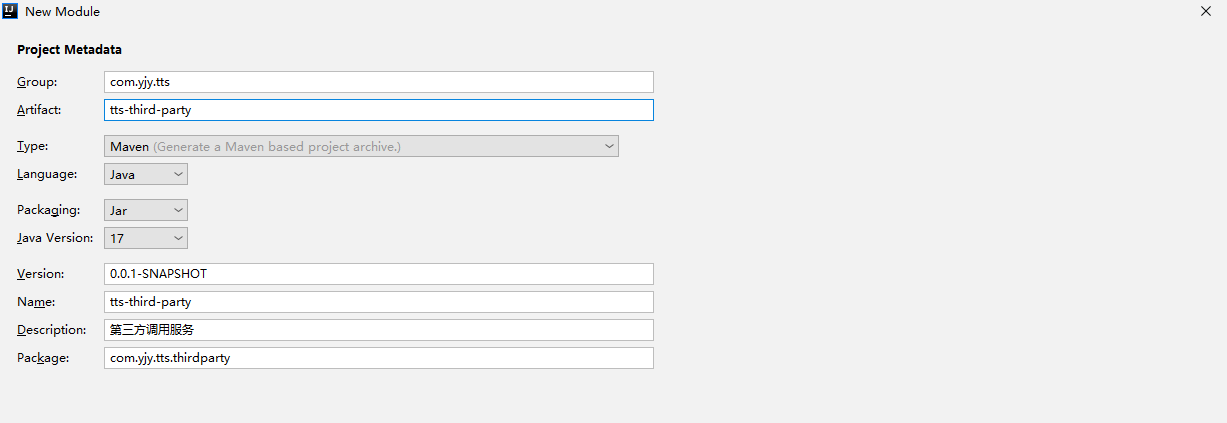 New Module
Project Metadata
Group: com.yjy.tts
Artifact: tts-third-party
Type: Maven (Generate a Maven based project archive.)
Language: Java
Packaging: Jar
Java Version: 17
Version: 0.0.1-SNAPSHOT
Name: tts-third-party
Description: 第三方调用服务
Package: com.yjy.tts.thirdparty